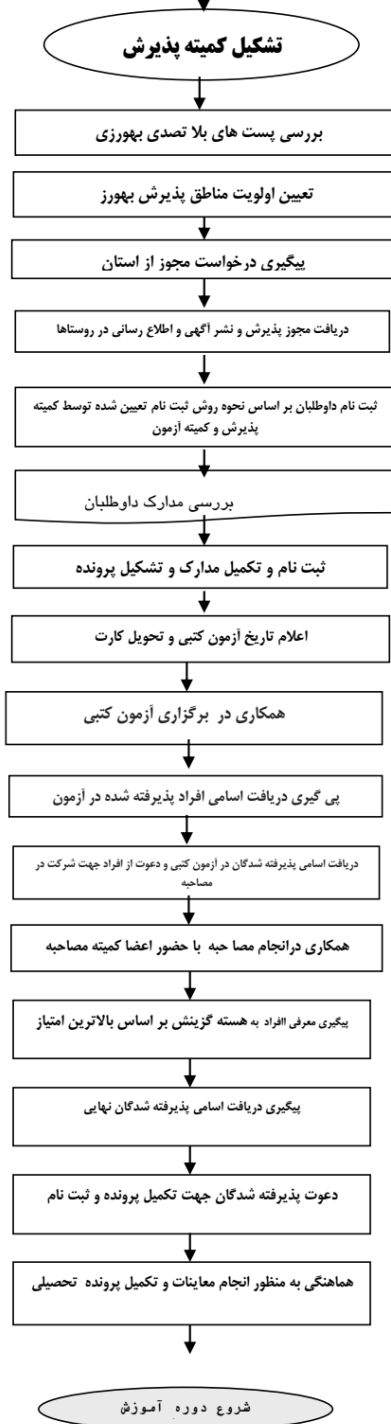 تشکیل کمیته پذیرش
بررسی پست های بلا تصدی بهورزی
تعیین اولویت مناطق پذیرش بهورز
پیگیری درخواست مجوز از استان
دریافت مجوز پذیرش و نشر آگهی و اطلاع رسانی در روستاها
ثبت نام داوطلبان بر اساس نحوه روش ثبت نام تعیین شده توسط کمیته
پذیرش و کمیته آزمون
بررسی مدارک داوطلبان
ثبت نام و تکمیل مدارک و تشکیل پرونده
اعلام تاریخ آزمون کتبی و تحویل کارت
همکاری در برگزاری آزمون کتبی
پی گیری دریافت اسامی افراد پذیرفته شده در آزمون
دریافت اسامی پذیرفته شدگان در آزمون کتبی و دعوت از افراد جهت شرکت در
مصاحبه
همکاری درانجام مصا حبه با حضور اعضا کمیته مصاحبه
پیگیری معرفی اافراد به هسته گزینش بر اساس بالاترین امتیاز
پیگیری دریافت اسامی پذیرفته شدگان نهایی
دعوت پذیرفته شدگان جهت تکمیل پرونده و ثبت نام
هماهنگی به منظور انجام معاینات و تکمیل پرونده تحصیلی
شروع دوره آموزش